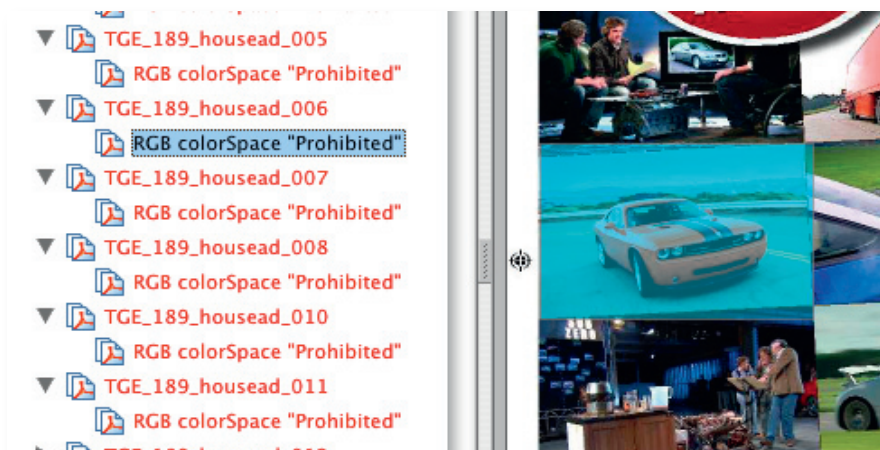 TGE_189_housead_005
RGB colorSpace "Prohibited"
TGE_189_housead_006
RGB colorSpace "Prohibited"
TGE_189_housead_007
RGB colorSpace "Prohibited"
TGE_189_housead_008
RGB colorSpace "Prohibited"
TGE_189_housead_010
RGB colorSpace "Prohibited"
TGE_189_housead_011
RGB colorSpace "Prohibited"